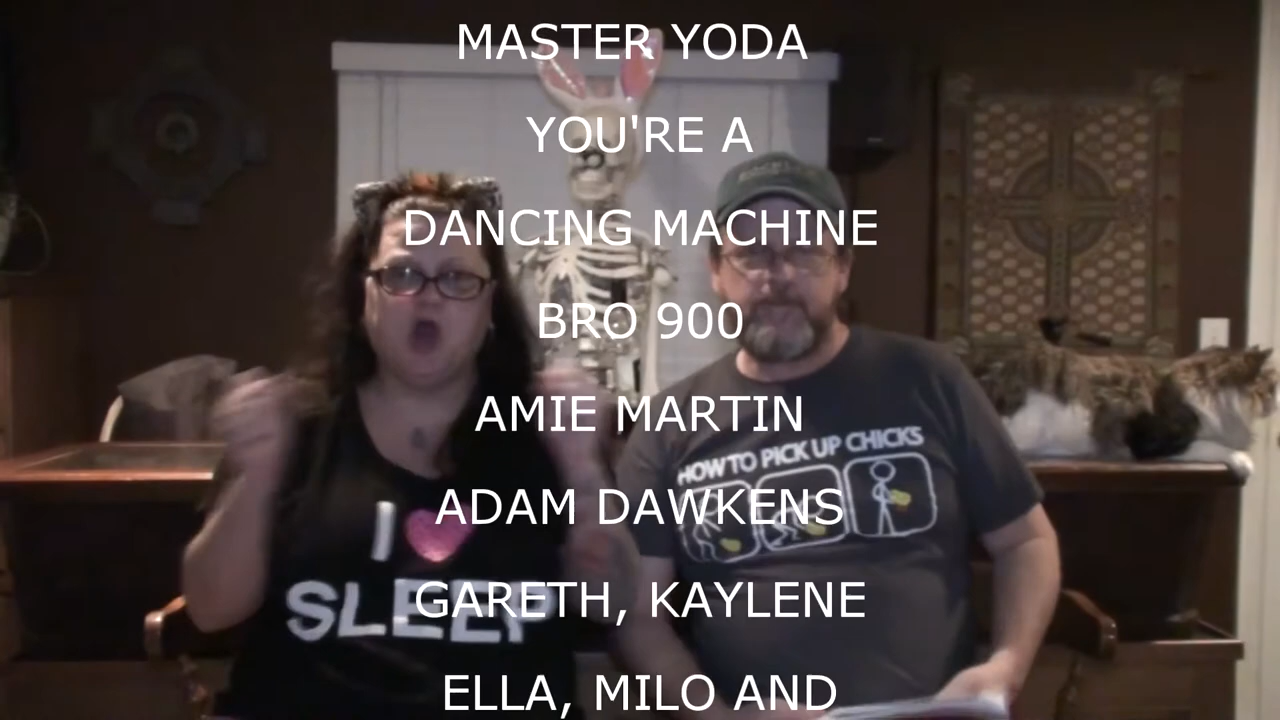 MASTER YODA
YOU'RE A
DANCING MACHINE
BRO 900
AMIE MARTIN
ADAM DAWKENS
GARETH, KAYLENE
ELLA, MILO AND
HOW TO PICK UP CHICKS
I
SLEEP